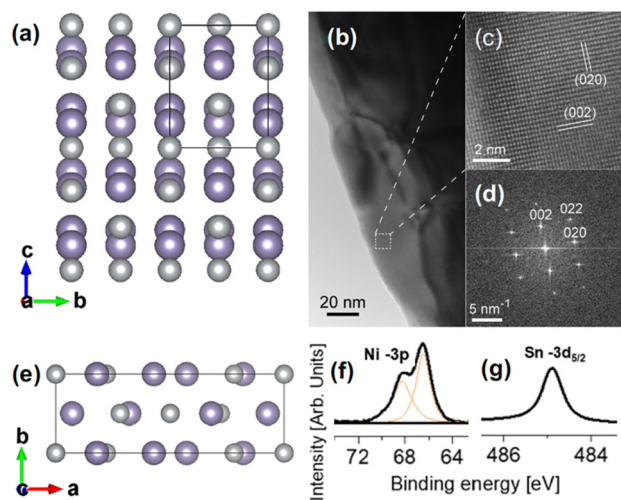 (a)
c
a
b
(b)
20 nm
(c)
(020)
(002)
2 nm
(d)
002
022
020
5 nm⁻¹
(e)
b
c
a
(f)
Ni -3p
Intensity [Arb. Units]
72
68
64
(g)
Sn -3d5/2
486
484
Binding energy [eV]